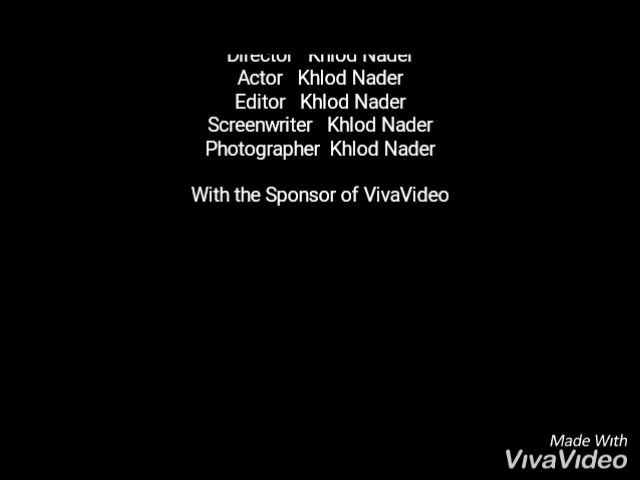 Director Khlod Nader
Actor Khlod Nader
Editor Khlod Nader
Screenwriter Khlod Nader
Photographer Khlod Nader
With the Sponsor of VivaVideo
Made With
VivaVideo